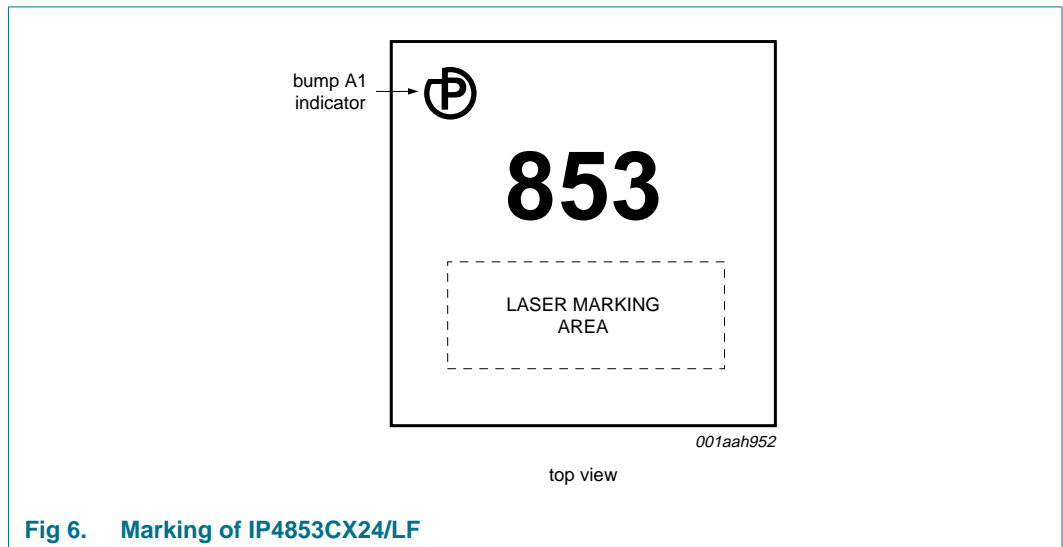 bump A1
indicator
P
853
LASER MARKING
AREA
001aah952
top view
Fig 6. Marking of IP4853CX24/LF